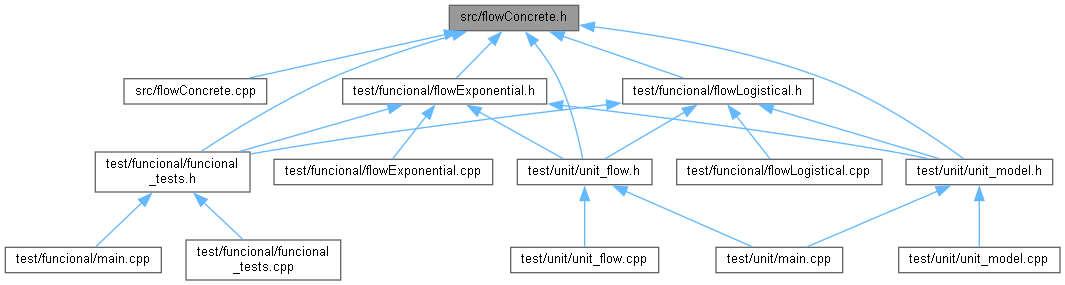 src/flowConcrete.h
src/flowConcrete.cpp
test/funcional/flowExponential.h
test/funcional/flowLogistical.h
test/funcional/funcional
_tests.h
test/funcional/flowExponential.cpp
test/unit/unit_flow.h
test/funcional/flowLogistical.cpp
test/unit/unit_model.h
test/funcional/main.cpp
test/funcional/funcional
_tests.cpp
test/unit/unit_flow.cpp
test/unit/main.cpp
test/unit/unit_model.cpp